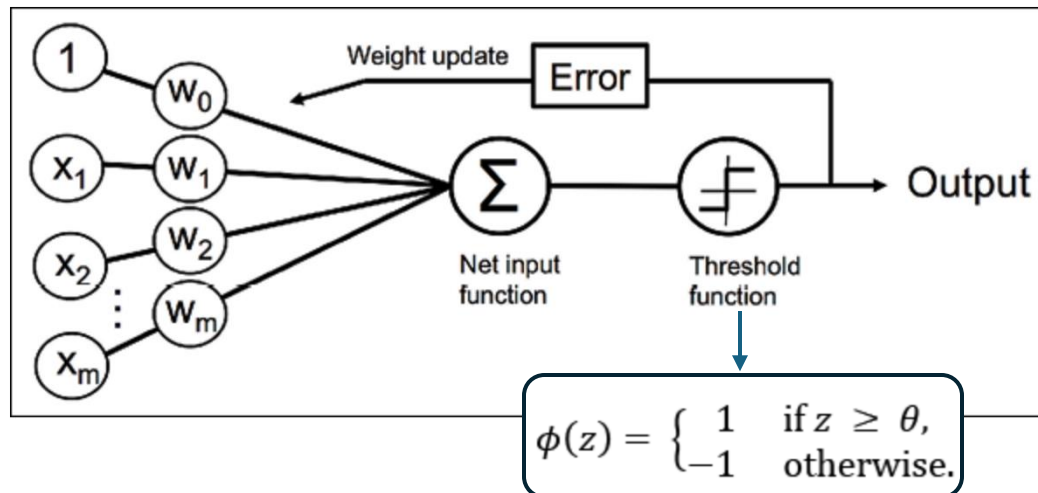 1
w₀
Weight update
Error
x₁
w₁
Σ
Output
x₂
w₂
⋮
Net input
function
Threshold
function
xₘ
wₘ
ϕ(z) = { 1 if z ≥ θ,
−1 otherwise.